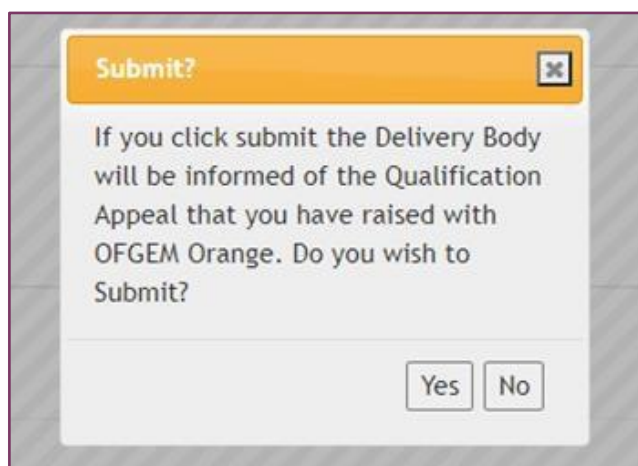 Submit?
If you click submit the Delivery Body
will be informed of the Qualification
Appeal that you have raised with
OFGEM Orange. Do you wish to
Submit?
Yes No